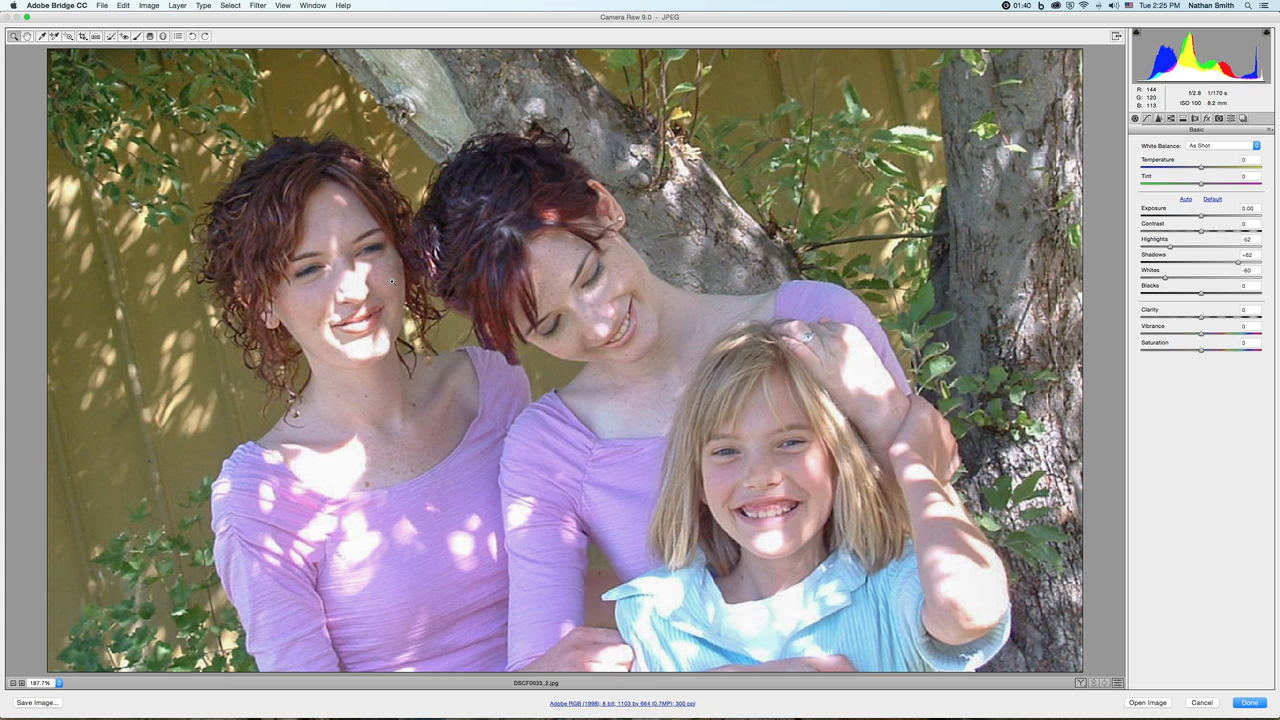 Adobe Bridge CC File Edit Image Layer Type Select Filter View Window Help 01:40 Tue 2:25 PM Nathan Smith
Camera Raw 9.0 - JPEG
R: 144
G: 120
B: 113
f/2.8 1/170 s
ISO 100 8.2 mm
Basic
White Balance: As Shot
Temperature 0
Tint 0
Auto Default
Exposure 0.00
Contrast 0
Highlights -52
Shadows +62
Whites -60
Blacks 0
Clarity 0
Vibrance 0
Saturation 0
187.7% DSCF0033_2.jpg
Save Image... Adobe RGB (1998); 8 bit; 1103 by 664 (0.7MP); 300 ppi Open Image Cancel Done